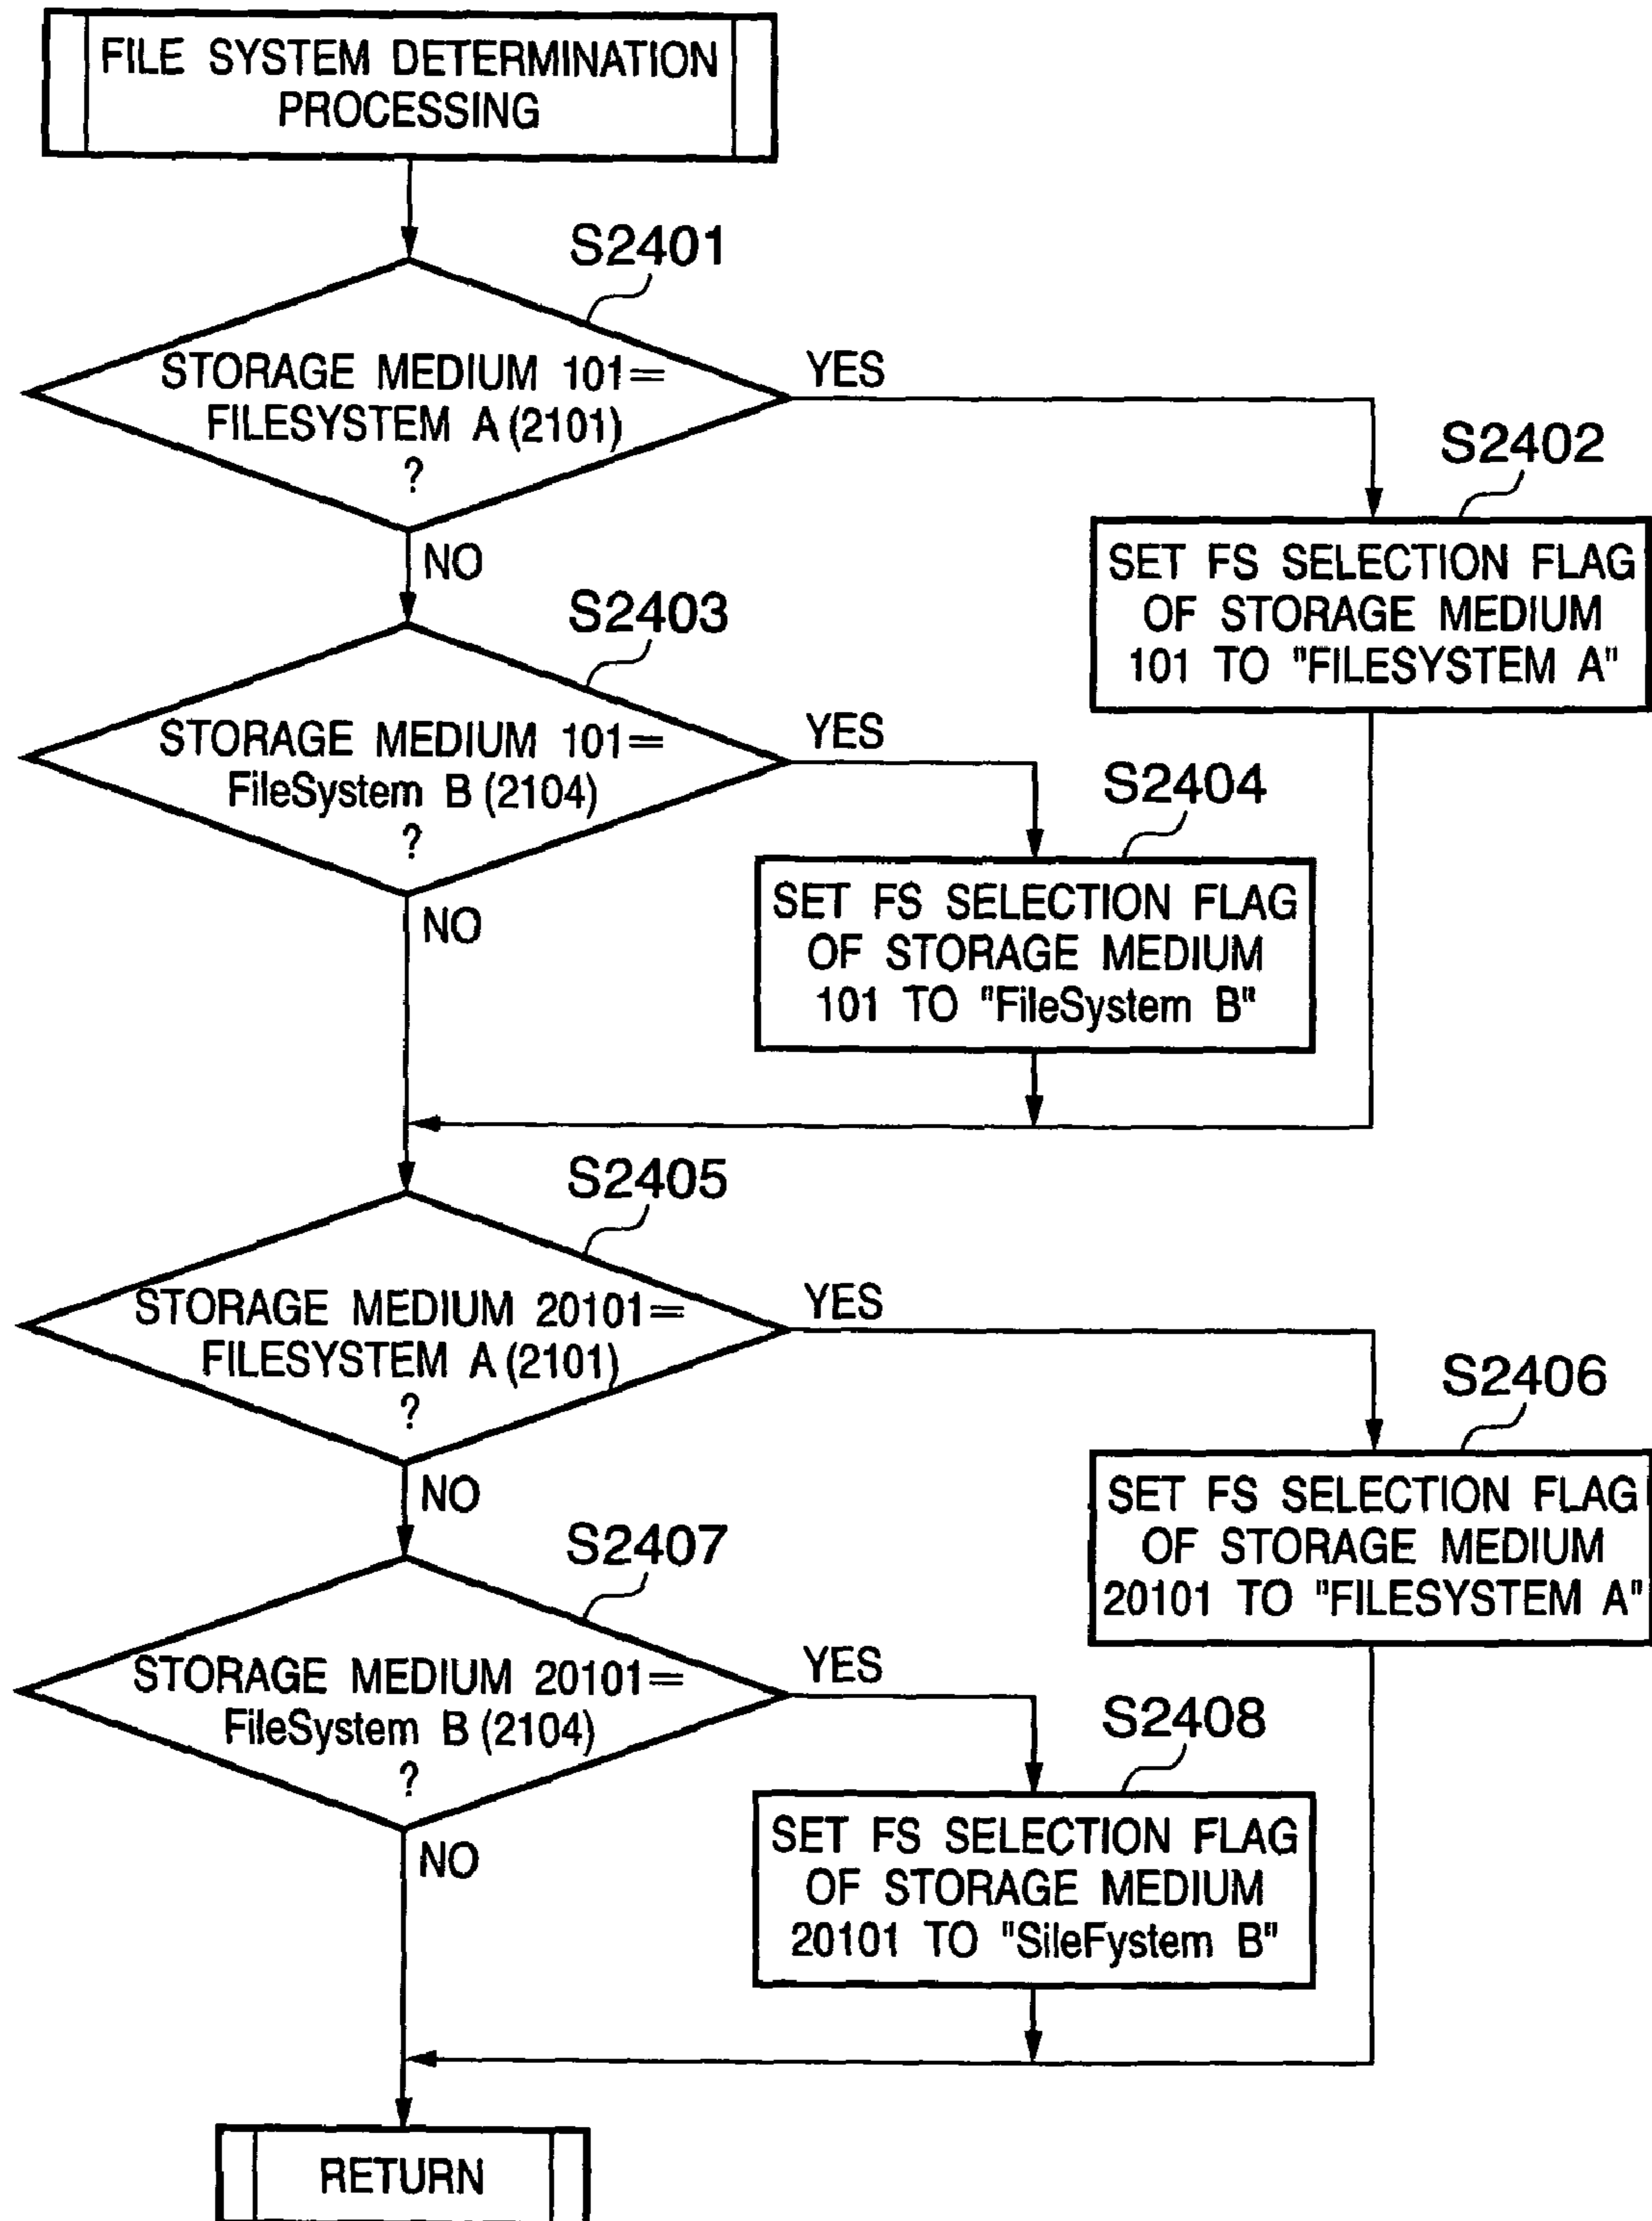 FILE SYSTEM DETERMINATION
PROCESSING
S2401
STORAGE MEDIUM 101=
FILESYSTEM A (2101)
?
YES
NO
S2402
SET FS SELECTION FLAG
OF STORAGE MEDIUM
101 TO "FILESYSTEM A"
S2403
STORAGE MEDIUM 101=
FileSystem B (2104)
?
YES
NO
S2404
SET FS SELECTION FLAG
OF STORAGE MEDIUM
101 TO "FileSystem B"
S2405
STORAGE MEDIUM 20101=
FILESYSTEM A (2101)
?
YES
NO
S2406
SET FS SELECTION FLAG
OF STORAGE MEDIUM
20101 TO "FILESYSTEM A"
S2407
STORAGE MEDIUM 20101=
FileSystem B (2104)
?
YES
NO
S2408
SET FS SELECTION FLAG
OF STORAGE MEDIUM
20101 TO "SileFystem B"
RETURN